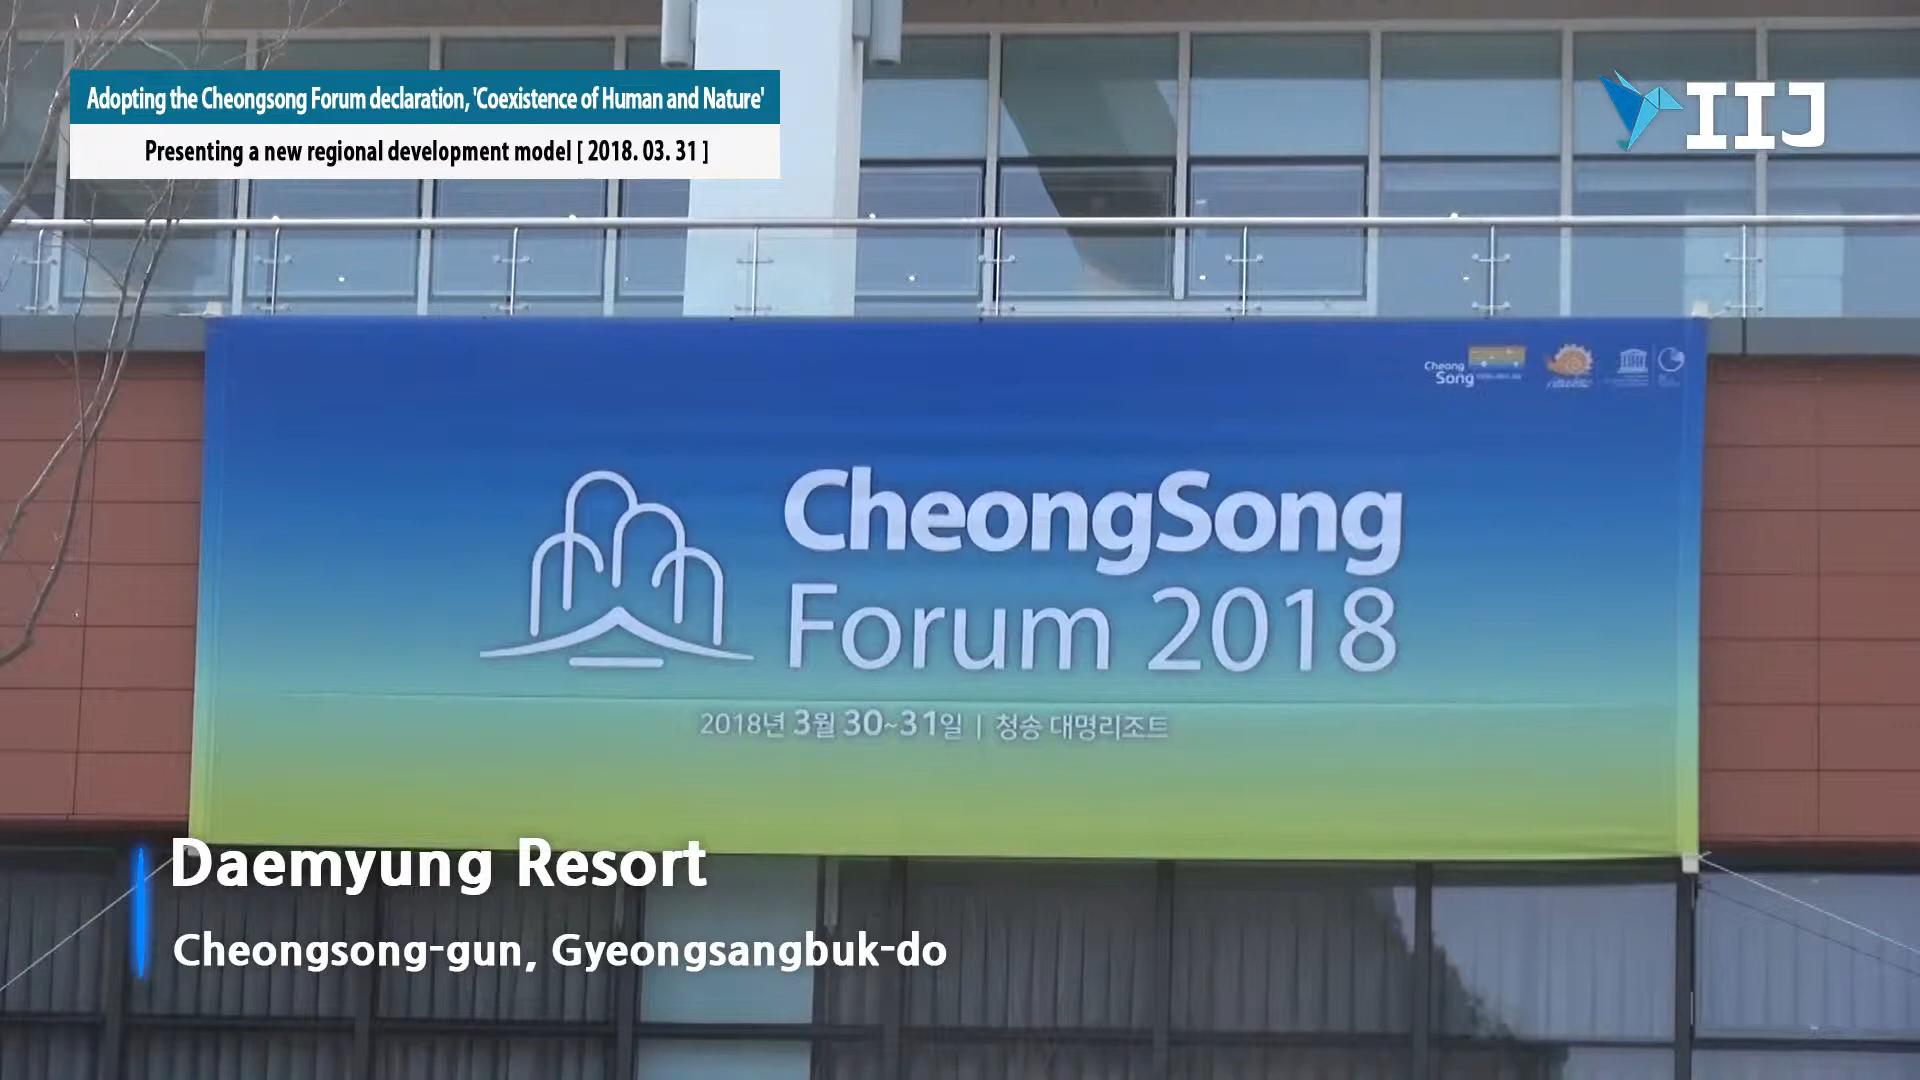 Adopting the Cheongsong Forum declaration, 'Coexistence of Human and Nature'
Presenting a new regional development model [ 2018. 03. 31 ]
IIJ
Cheong
Song
CheongSong
Forum 2018
2018년 3월 30~31일 | 청송 대명리조트
Daemyung Resort
Cheongsong-gun, Gyeongsangbuk-do